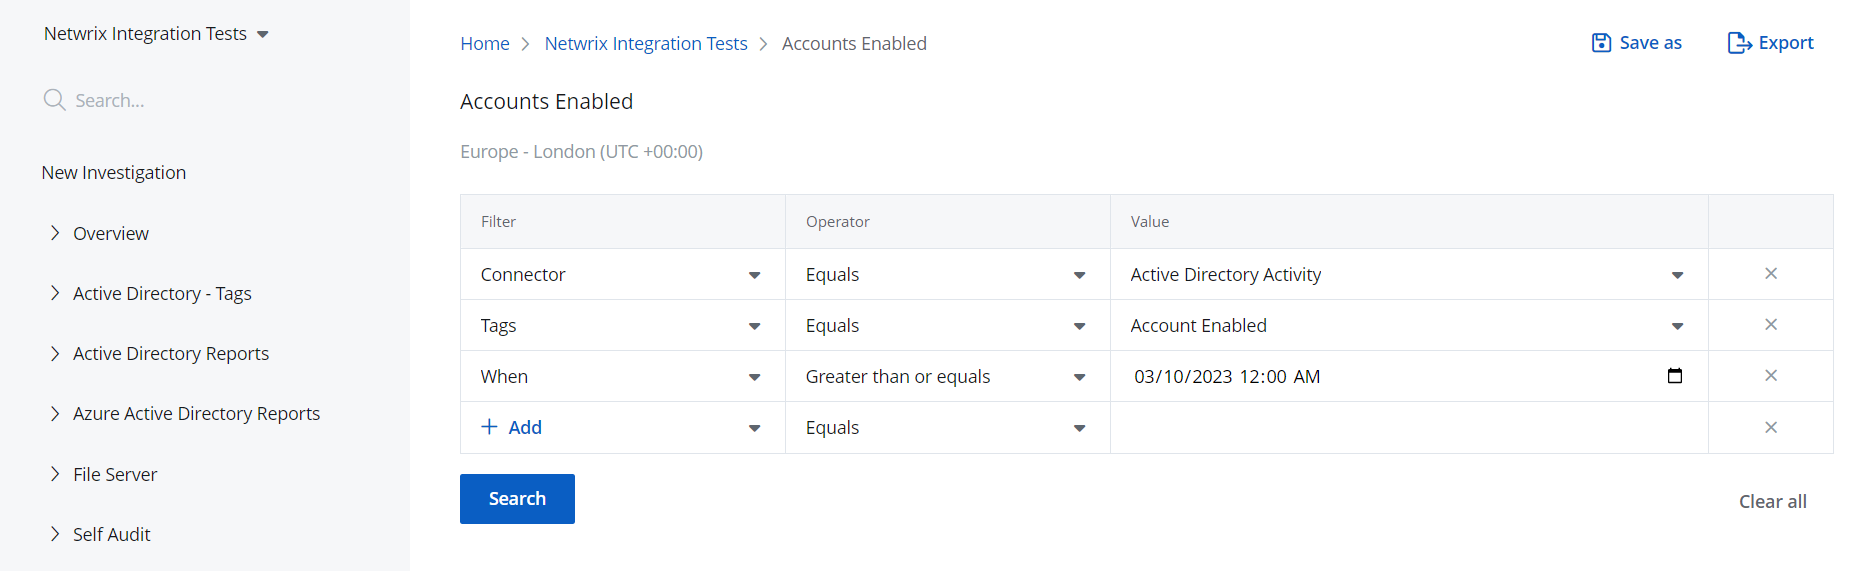 Netwrix Integration Tests
Search...
New Investigation
Overview
Active Directory - Tags
Active Directory Reports
Azure Active Directory Reports
File Server
Self Audit
Home > Netwrix Integration Tests > Accounts Enabled
Save as
Export
Accounts Enabled
Europe - London (UTC +00:00)
Filter Operator Value
Connector Equals Active Directory Activity
Tags Equals Account Enabled
When Greater than or equals 03/10/2023 12:00 AM
+ Add Equals
Search
Clear all